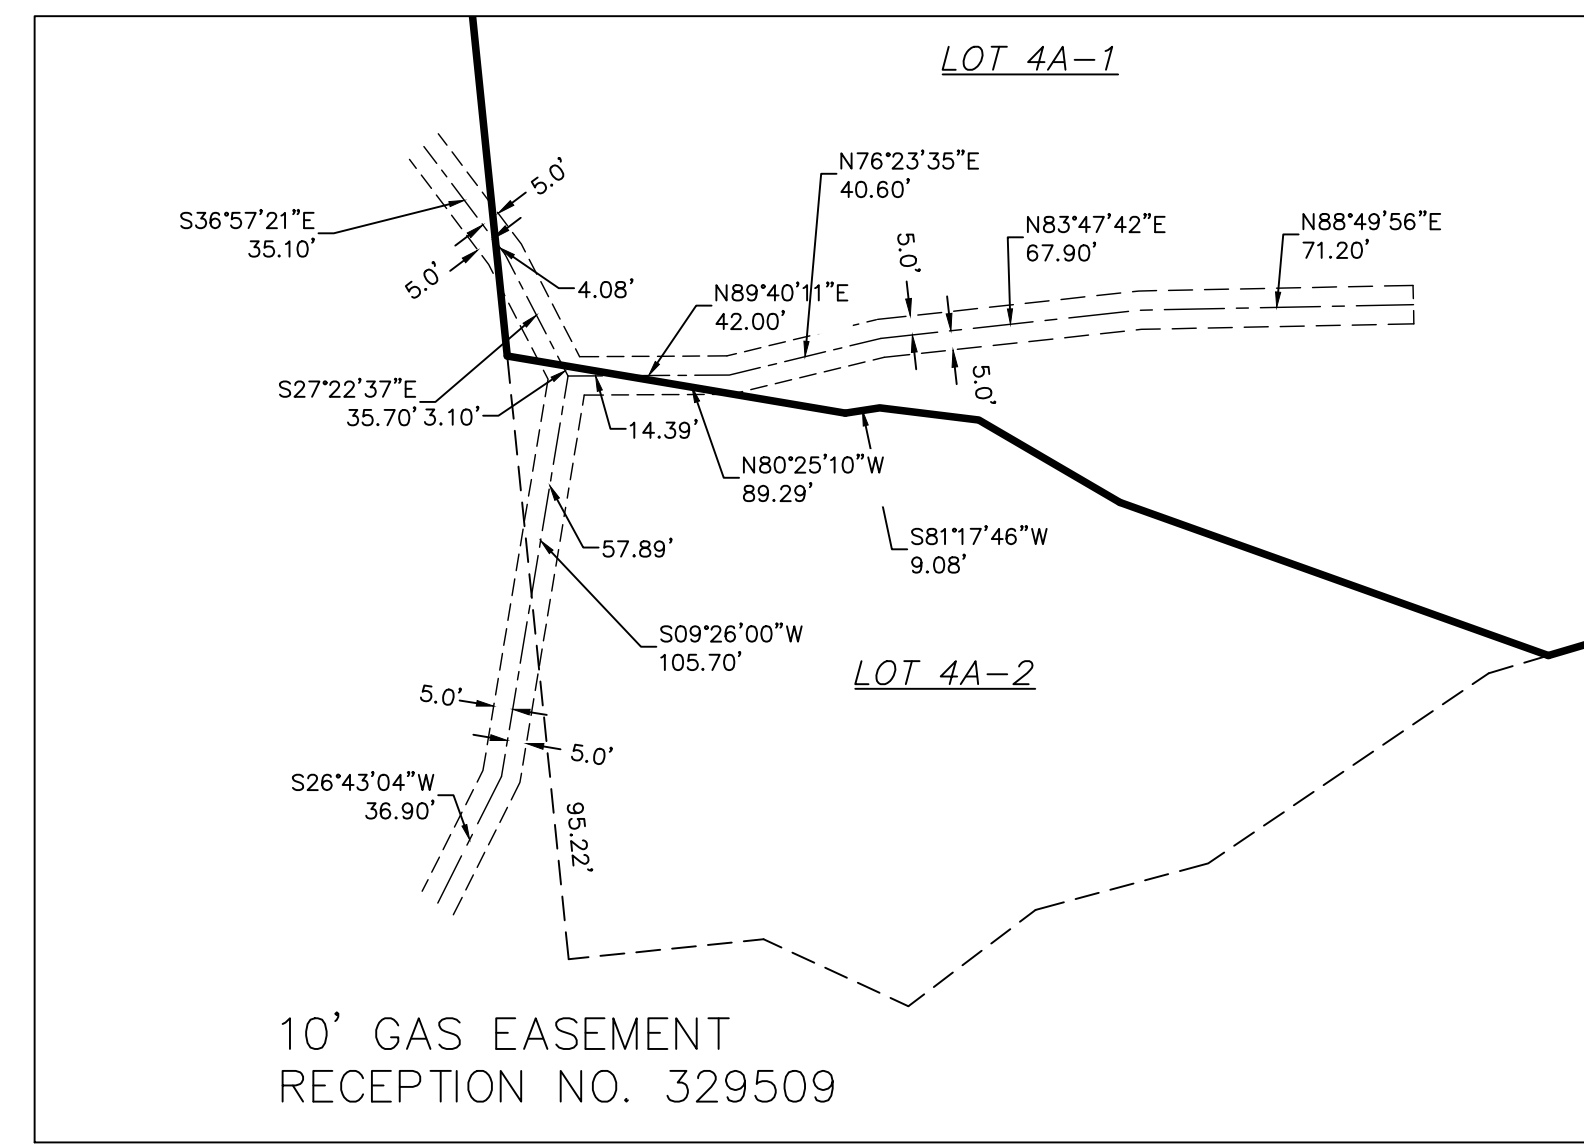 LOT 4A-1
5.0'
N76°23'35"E
40.60'
S36°57'21"E
35.10'
N83°47'42"E
67.90'
N88°49'56"E
71.20'
5.0'
5.0'
4.08'
N89°40'11"E
42.00'
5.0'
S27°22'37"E
35.70' 3.10'
14.39'
N80°25'10"W
89.29'
S81°17'46"W
9.08'
57.89'
S09°26'00"W
105.70'
LOT 4A-2
5.0'
5.0'
S26°43'04"W
36.90'
95.22'
10' GAS EASEMENT
RECEPTION NO. 329509